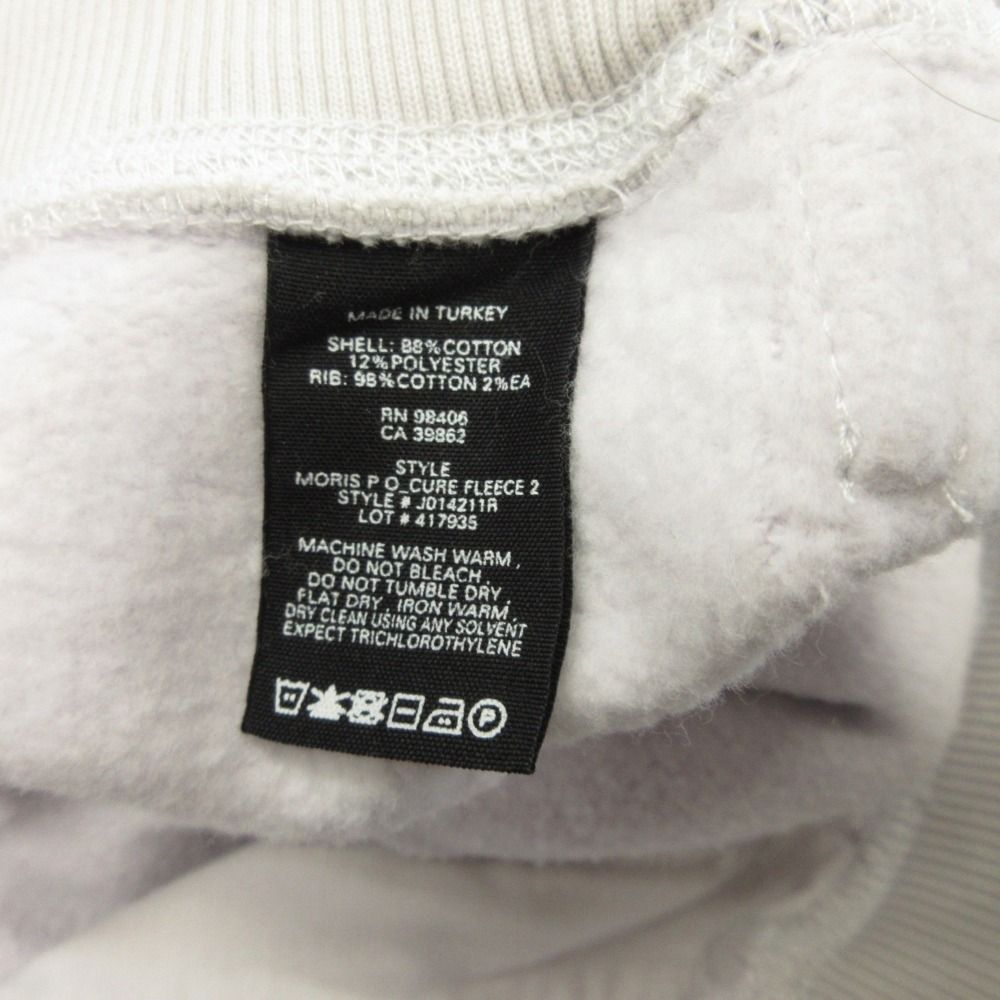 MADE IN TURKEY
SHELL: 88% COTTON
12% POLYESTER
RIB: 98% COTTON 2% EA
RN 98406
CA 39862
STYLE
MORIS P O_CURE FLEECE 2
STYLE # J014211R
LOT # 417935
MACHINE WASH WARM ,
DO NOT BLEACH ,
DO NOT TUMBLE DRY ,
FLAT DRY, IRON WARM,
DRY CLEAN USING ANY SOLVENT
EXPECT TRICHLOROTHYLENE
P